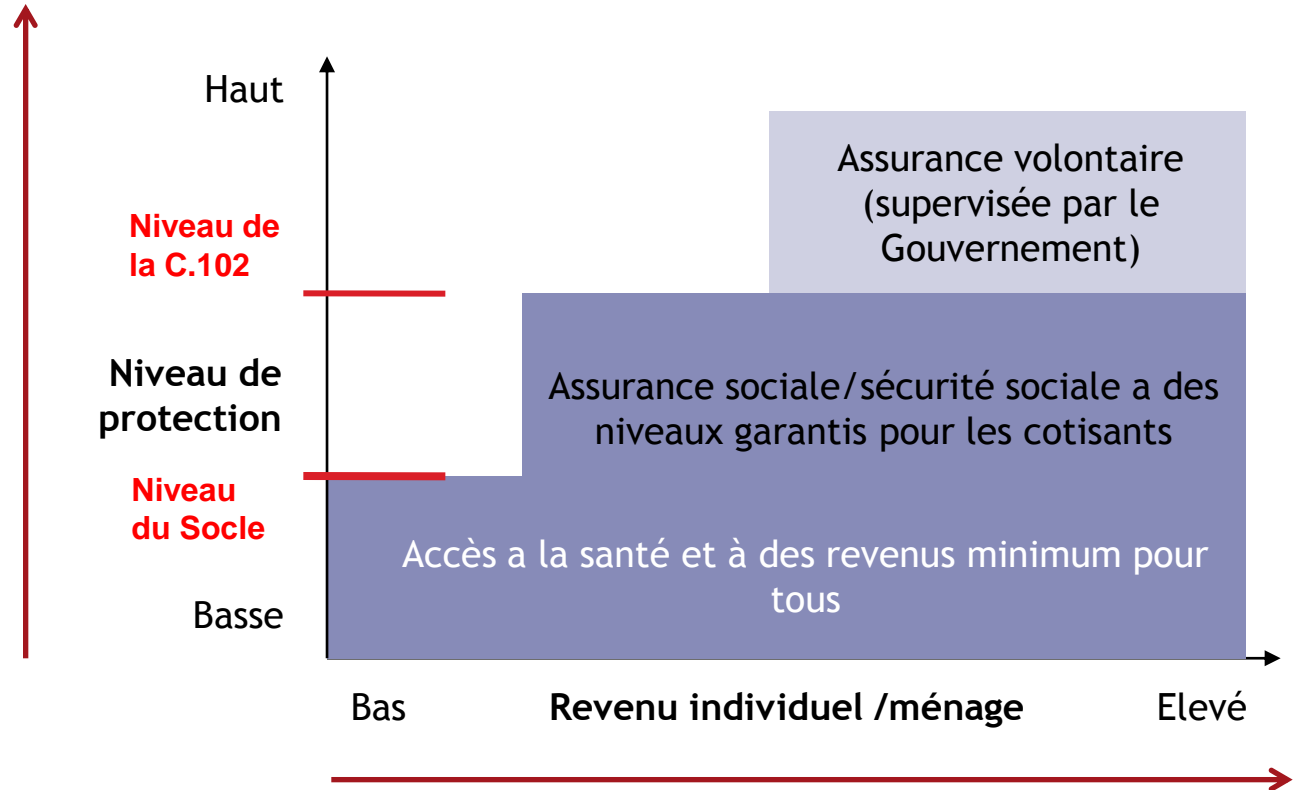 Haut
Assurance volontaire
(supervisée par le
Gouvernement)
Niveau de
la C.102
Niveau de
protection
Assurance sociale/sécurité sociale a des
niveaux garantis pour les cotisants
Niveau
du Socle
Accès a la santé et à des revenus minimum pour
tous
Basse
Bas
Revenu individuel /ménage
Elevé